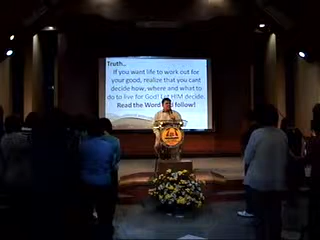 Truth..
If you want life to work out for
your good, realize that you cant
decide how, where and what to
do to live for God! Let HIM decide.
Read the Word and follow!